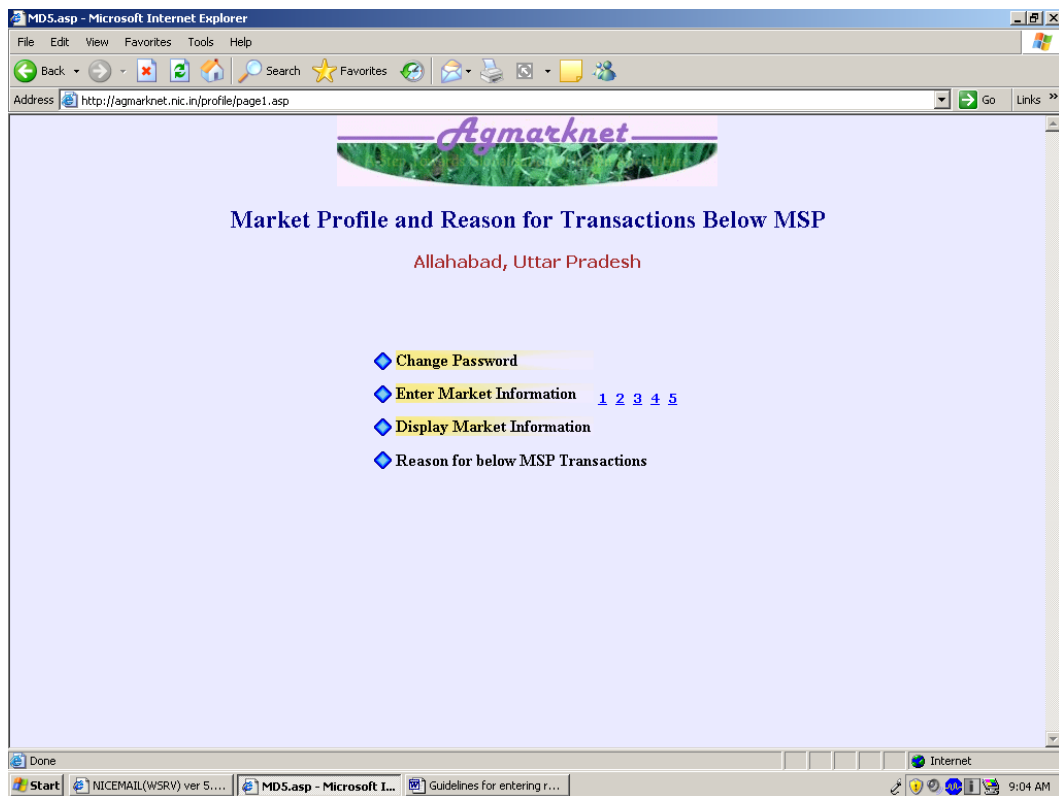 MD5.asp - Microsoft Internet Explorer
File Edit View Favorites Tools Help
Back Search Favorites
Address http://agmarknet.nic.in/profile/page1.asp Go Links »
Agmarknet
Market Profile and Reason for Transactions Below MSP
Allahabad, Uttar Pradesh
Change Password
Enter Market Information 1 2 3 4 5
Display Market Information
Reason for below MSP Transactions
Done Internet
Start NICEMAIL(WSRV) ver 5.... MD5.asp - Microsoft I... Guidelines for entering r... 9:04 AM